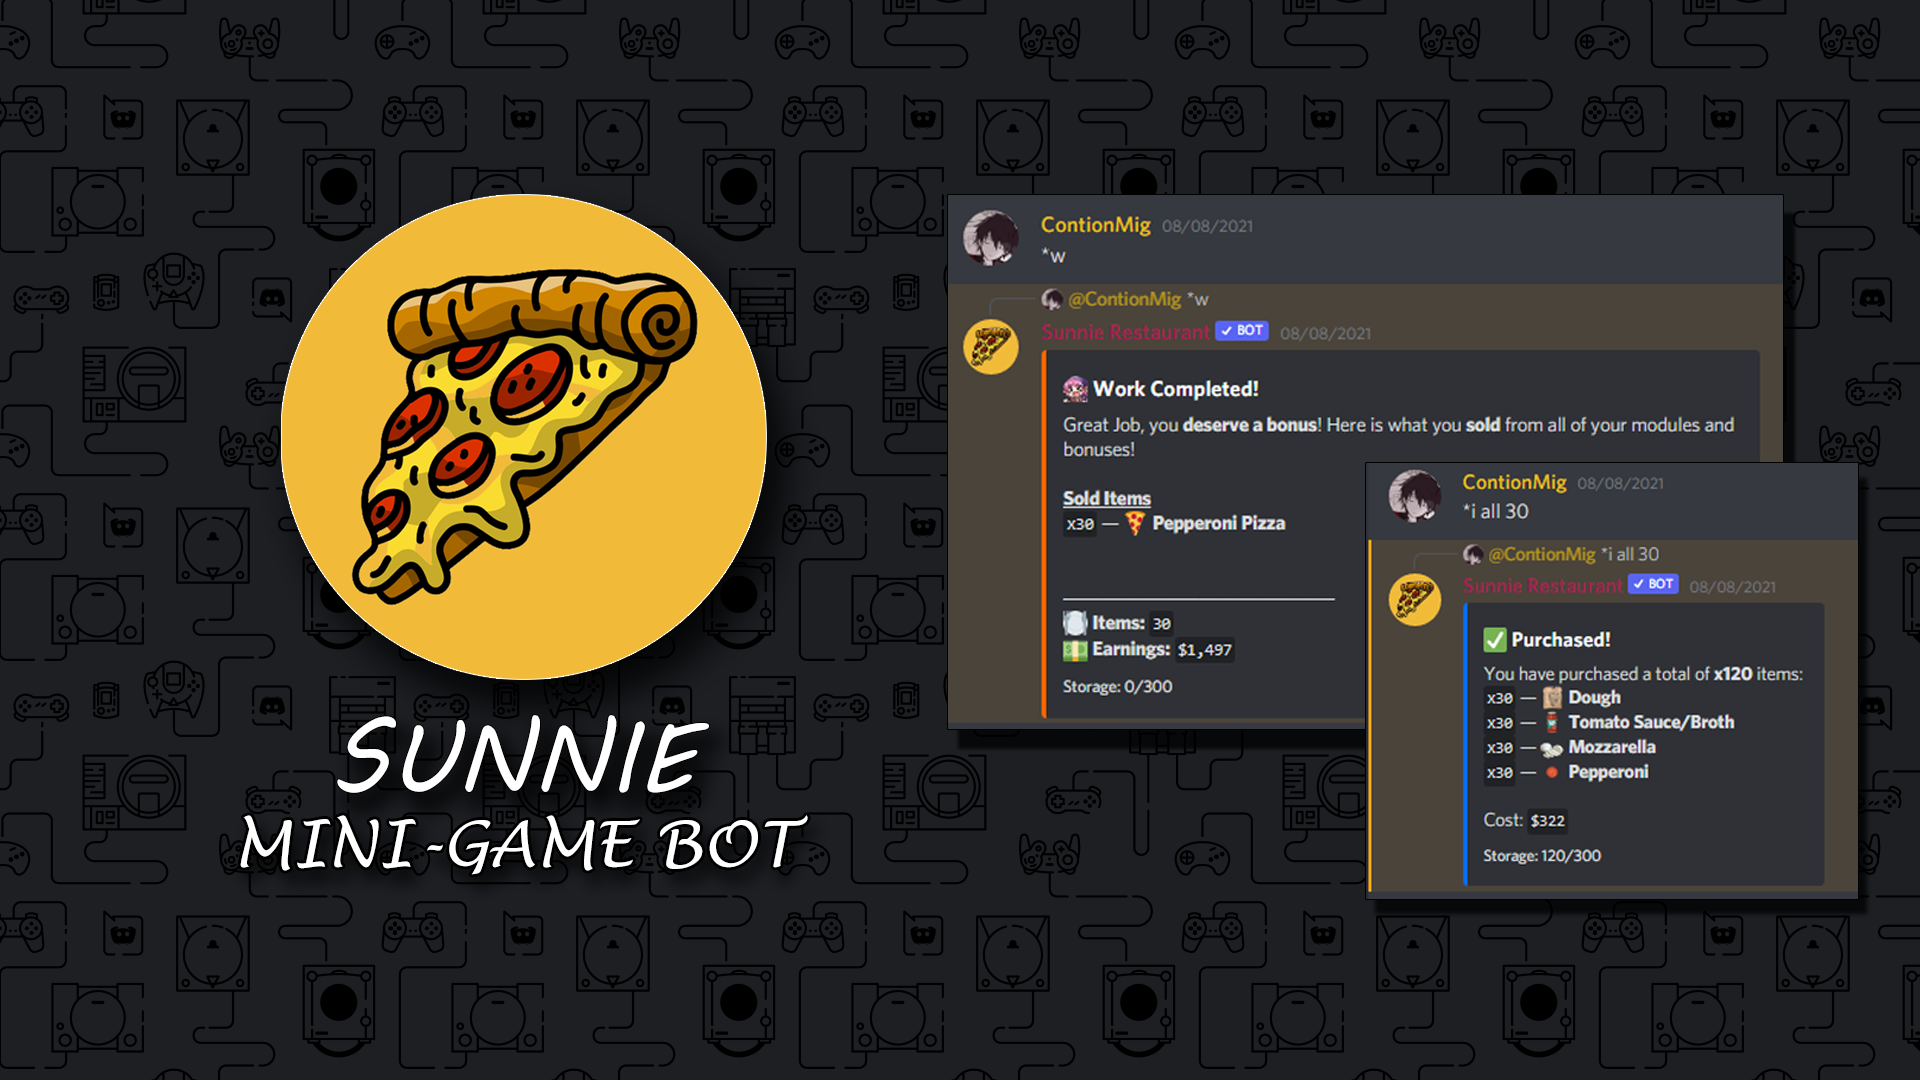 SUNNIE
MINI-GAME BOT
ContionMig 08/08/2021
*w
@ContionMig *w
Sunnie Restaurant ✓ BOT 08/08/2021
Work Completed!
Great Job, you deserve a bonus! Here is what you sold from all of your modules and
bonuses!
Sold Items
x30 — Pepperoni Pizza
Items: 30
Earnings: $1,497
Storage: 0/300
ContionMig 08/08/2021
*i all 30
@ContionMig *i all 30
Sunnie Restaurant ✓ BOT 08/08/2021
Purchased!
You have purchased a total of x120 items:
x30 — Dough
x30 — Tomato Sauce/Broth
x30 — Mozzarella
x30 — Pepperoni
Cost: $322
Storage: 120/300